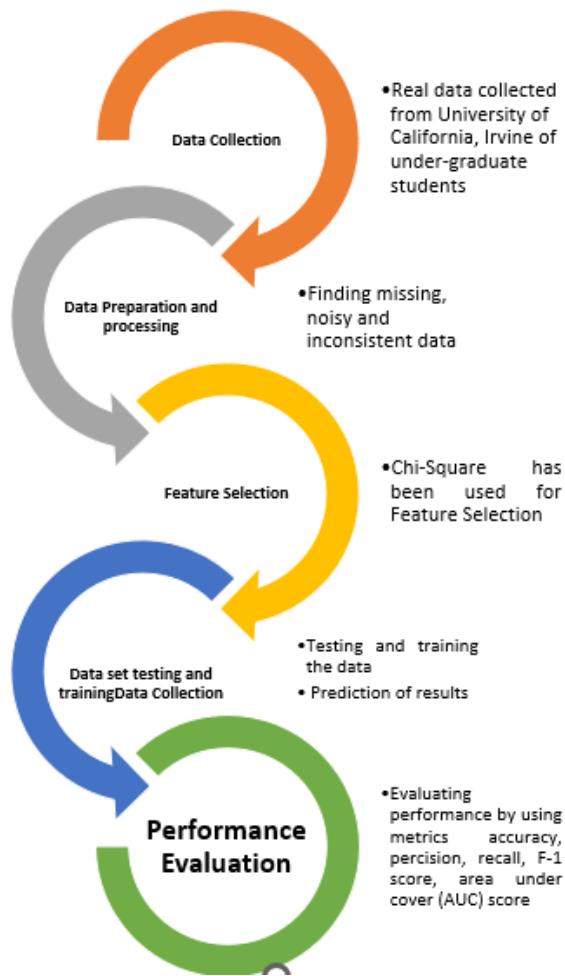 Data Collection
•Real data collected
from University of
California, Irvine of
under-graduate
students
Data Preparation and
processing
•Finding missing,
noisy and
inconsistent data
Feature Selection
•Chi-Square has
been used for
Feature Selection
Data set testing and
trainingData Collection
•Testing and training
the data
• Prediction of results
Performance
Evaluation
•Evaluating
performance by using
metrics accuracy,
percision, recall, F-1
score, area under
cover (AUC) score